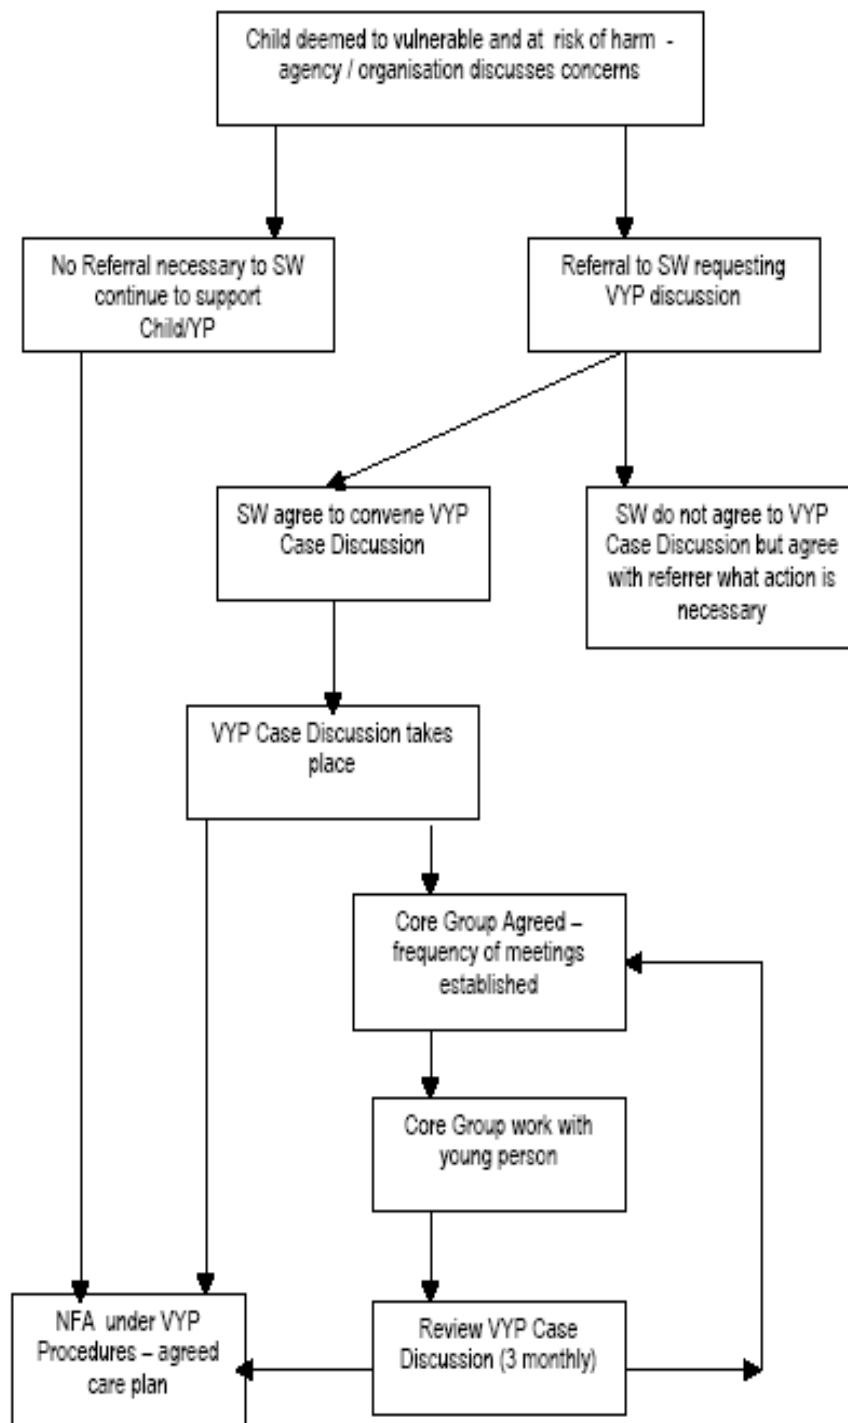 Child deemed to vulnerable and at risk of harm -
agency / organisation discusses concerns
No Referral necessary to SW
continue to support
Child/YP
Referral to SW requesting
VYP discussion
SW agree to convene VYP
Case Discussion
SW do not agree to VYP
Case Discussion but agree
with referrer what action is
necessary
VYP Case Discussion takes
place
Core Group Agreed –
frequency of meetings
established
Core Group work with
young person
NFA under VYP
Procedures – agreed
care plan
Review VYP Case
Discussion (3 monthly)